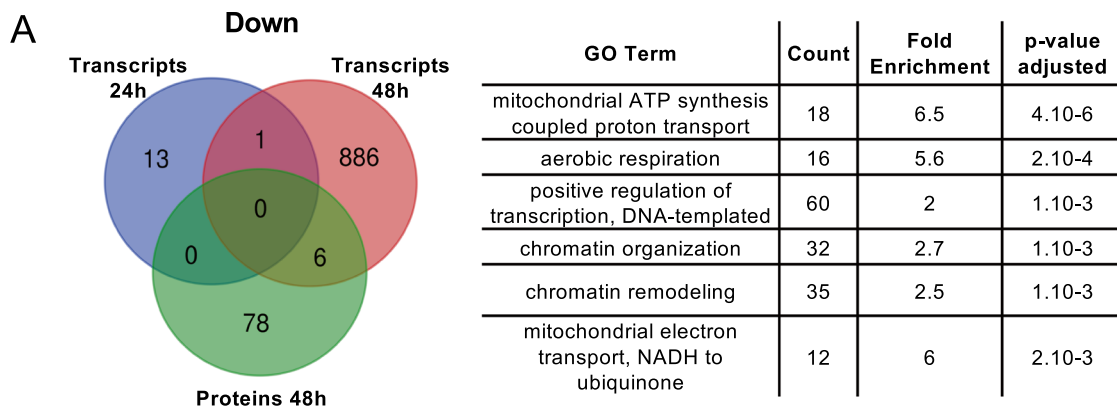 A
Down
Transcripts
24h
Transcripts
48h
13
1
886
0
0
6
78
Proteins 48h
GO Term
Count
Fold
Enrichment
p-value
adjusted
mitochondrial ATP synthesis
coupled proton transport
18
6.5
4.10-6
aerobic respiration
16
5.6
2.10-4
positive regulation of
transcription, DNA-templated
60
2
1.10-3
chromatin organization
32
2.7
1.10-3
chromatin remodeling
35
2.5
1.10-3
mitochondrial electron
transport, NADH to
ubiquinone
12
6
2.10-3